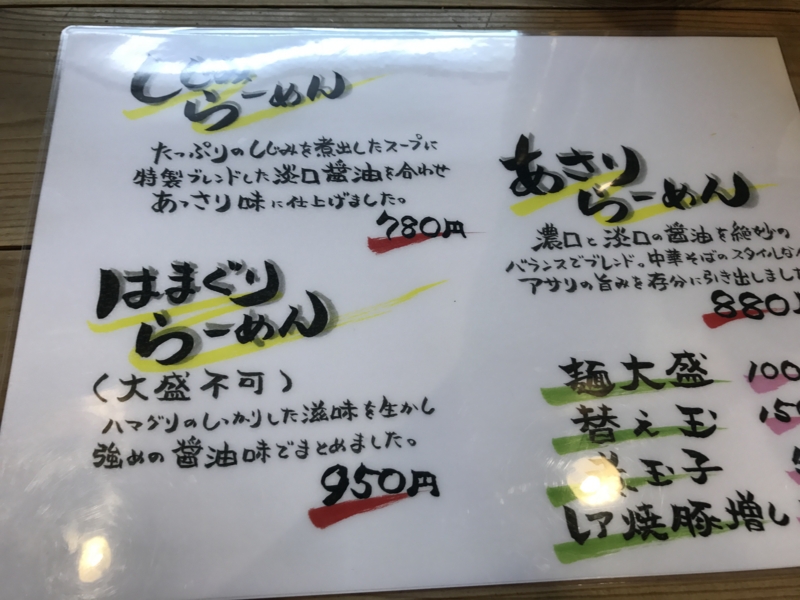 しじみ
らーめん
たっぷりのしじみを煮出したスープに
特製ブレンドした淡口醤油を合わせ
あっさり味に仕上げました。
780円
はまぐり
らーめん
(大盛不可)
ハマグリのしっかりした滋味を生かし
強めの醤油味でまとめました。
950円
あさり
らーめん
濃口と淡口の醤油を絶妙の
バランスでブレンド。中華そばのスタイルながら
アサリの旨みを存分に引き出しました
880
麺大盛 100
替え玉 150
玉子
レア焼豚増し